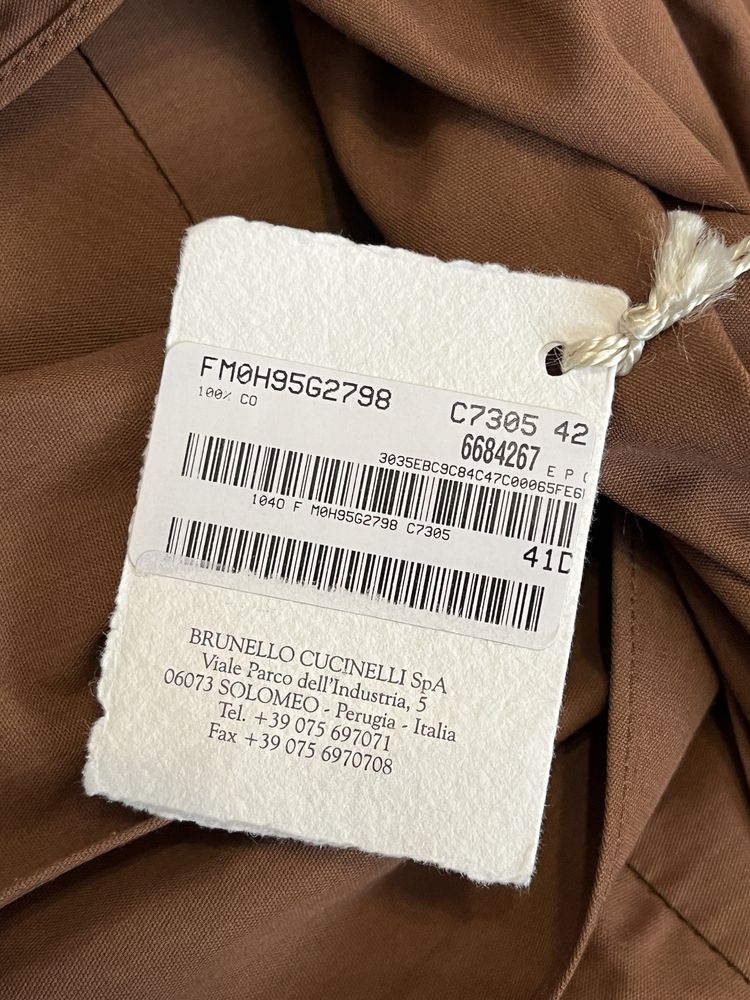 FM0H95G2798 C7305 42
100% CO
6684267 E P C
3035EBC9C84C47C00065FE6
1040 F M0H95G2798 C7305
41D
BRUNELLO CUCINELLI SpA
Viale Parco dell'Industria, 5
06073 SOLOMEO - Perugia - Italia
Tel. +39 075 697071
Fax +39 075 6970708